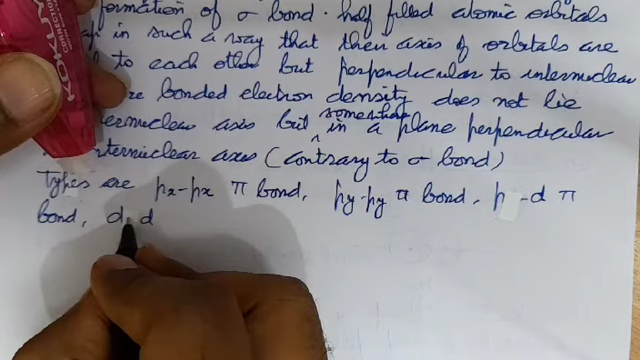 formation of σ bond. half filled atomic orbitals
in such a way that their axis of orbitals are
to each other but perpendicular to internuclear
bonded electron density does not lie
somewhere
axis but in a plane perpendicular
internuclear axes (contrary to σ bond)
Types are px-px π bond, py-py π bond, p -d π
bond, d-d